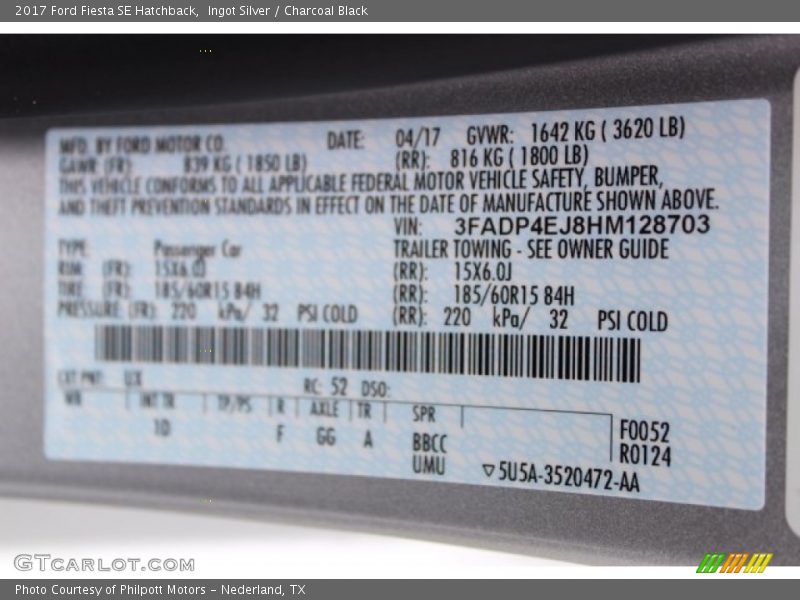 2017 Ford Fiesta SE Hatchback,  Ingot Silver / Charcoal Black
MFD. BY FORD MOTOR CO. DATE: 04/17 GVWR: 1642 KG ( 3620 LB)
GAWR (FR): 839 KG ( 1850 LB) (RR): 816 KG ( 1800 LB)
THIS VEHICLE CONFORMS TO ALL APPLICABLE FEDERAL MOTOR VEHICLE SAFETY, BUMPER,
AND THEFT PREVENTION STANDARDS IN EFFECT ON THE DATE OF MANUFACTURE SHOWN ABOVE.
VIN: 3FADP4EJ8HM128703
TYPE: Passenger Car TRAILER TOWING - SEE OWNER GUIDE
RIM (FR): 15X6.0J (RR): 15X6.0J
TIRE (FR): 185/60R15 84H (RR): 185/60R15 84H
PRESSURE (FR): 220 kPa/ 32 PSI COLD (RR): 220 kPa/ 32 PSI COLD
EXT PNT: UX RC: 52 DSO:
WB INT TR TP/PS R AXLE TR SPR
F0052
F GG A BBCC
R0124
UMU
5U5A-3520472-AA
GTCARLOT.COM
Photo Courtesy of Philpott Motors - Nederland, TX